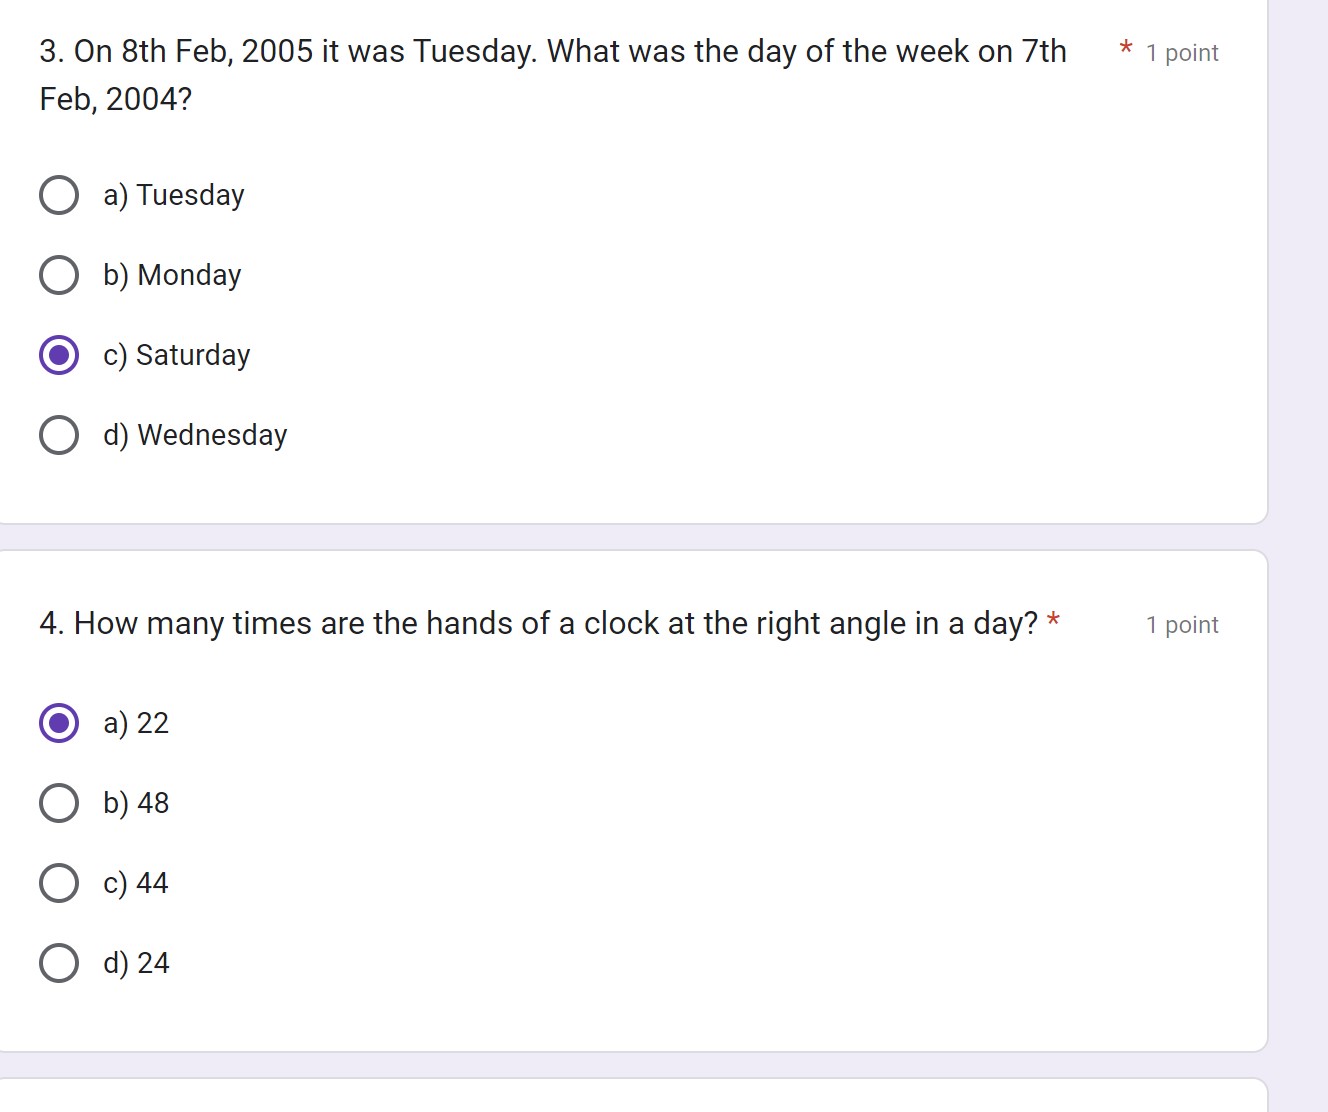 3. On 8th Feb, 2005 it was Tuesday. What was the day of the week on 7th * 1 point
Feb, 2004?
a) Tuesday
b) Monday
c) Saturday
d) Wednesday
4. How many times are the hands of a clock at the right angle in a day? * 1 point
a) 22
b) 48
c) 44
d) 24